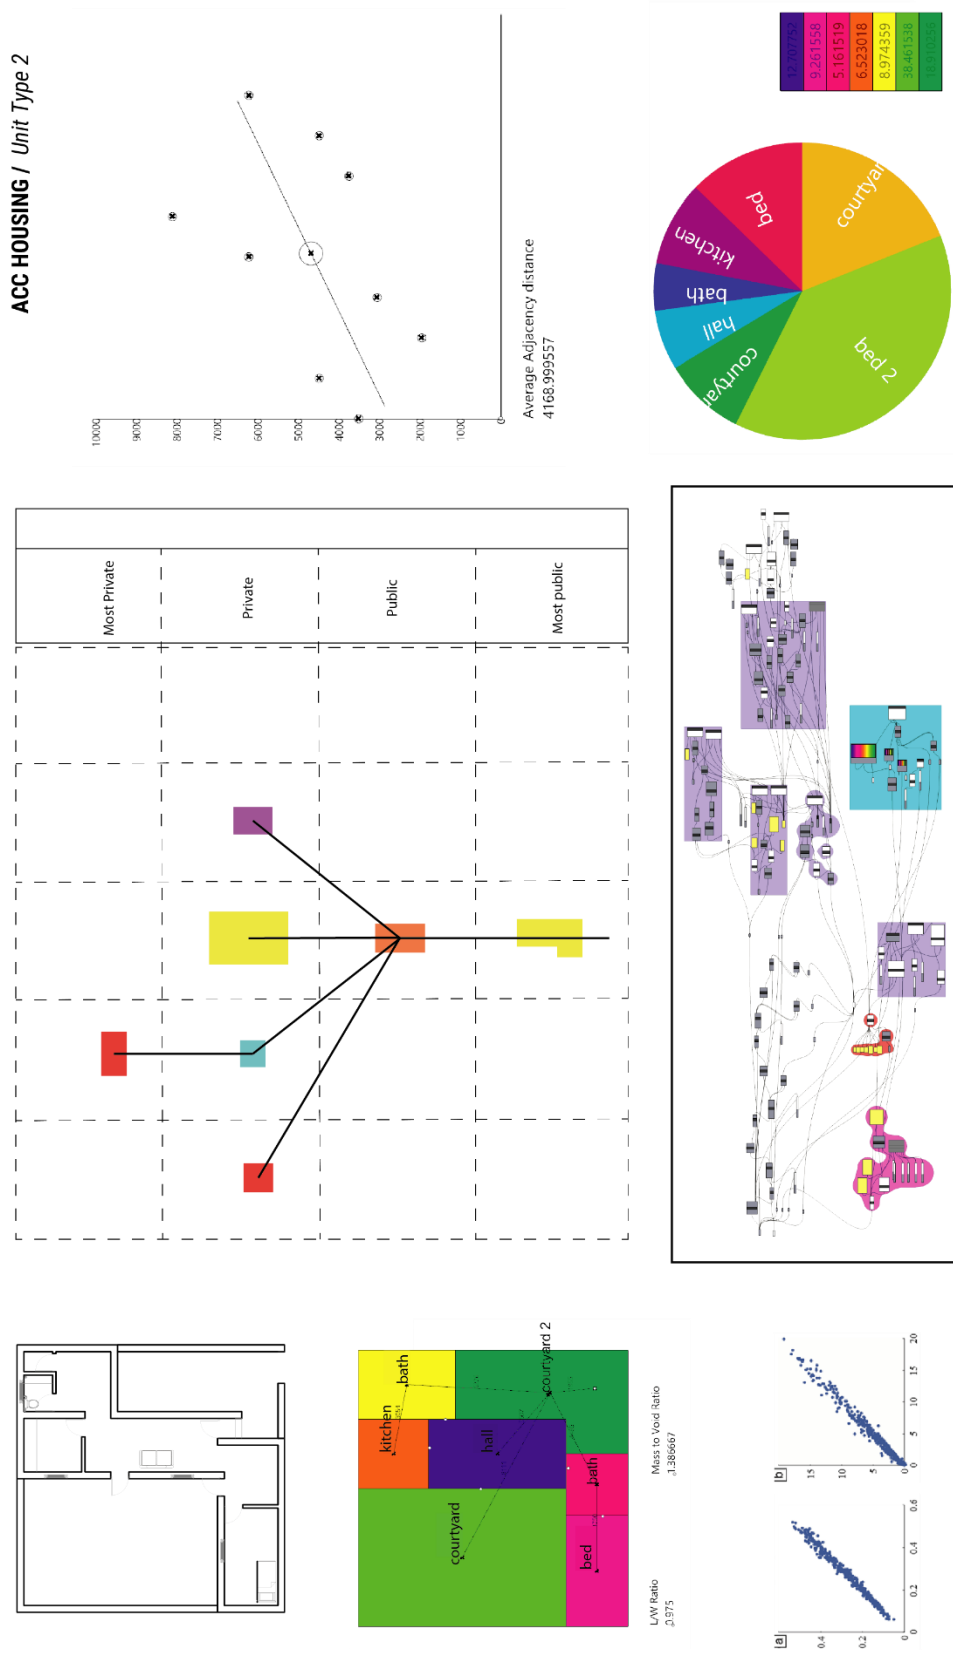 ACC HOUSING / Unit Type 2
L/W Ratio
0.975
Mass to Void Ratio
1.386667
courtyard
kitchen
bath
hall
courtyard 2
bed
bath
Most Private
Private
Public
Most public
10000
9000
8000
7000
6000
5000
4000
3000
2000
1000
0
Average Adjacency distance
4168.999557
12.707752
9.261558
5.161519
6.523018
8.974359
38.461538
18.910256
courtyar
hall
bath
kitchen
bed
courtyar
bed 2
a
0.4
0.2
0
0
0.2
0.4
0.6
b
15
10
5
0
0
5
10
15
20